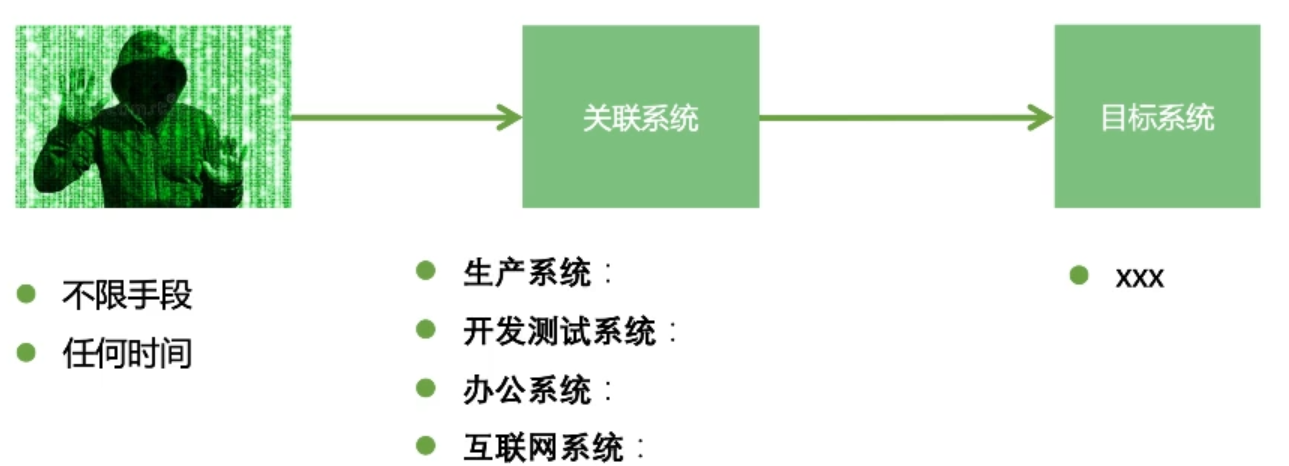 关联系统
目标系统
不限手段
任何时间
生产系统：
开发测试系统：
办公系统：
互联网系统：
xxx